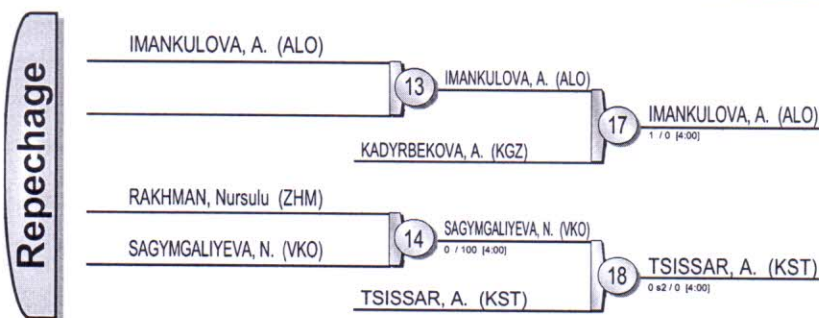 Repechage
IMANKULOVA, A. (ALO)
13
IMANKULOVA, A. (ALO)
17
IMANKULOVA, A. (ALO)
1 / 0 [4:00]
KADYRBEKOVA, A. (KGZ)
RAKHMAN, Nursulu (ZHM)
SAGYMGALIYEVA, N. (VKO)
14
SAGYMGALIYEVA, N. (VKO)
0 / 100 [4:00]
TSISSAR, A. (KST)
18
TSISSAR, A. (KST)
0 s2 / 0 [4:00]